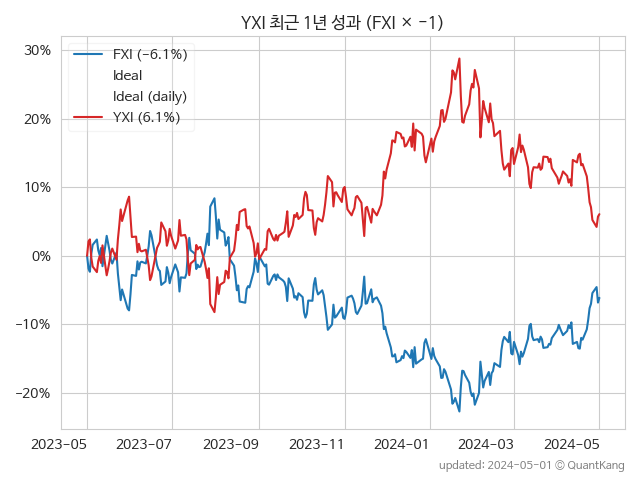 YXI 최근 1년 성과 (FXI × -1)
FXI (-6.1%)
Ideal
Ideal (daily)
YXI (6.1%)
30%
20%
10%
0%
−10%
−20%
2023-05
2023-07
2023-09
2023-11
2024-01
2024-03
2024-05
updated: 2024-05-01 ⓒ QuantKang